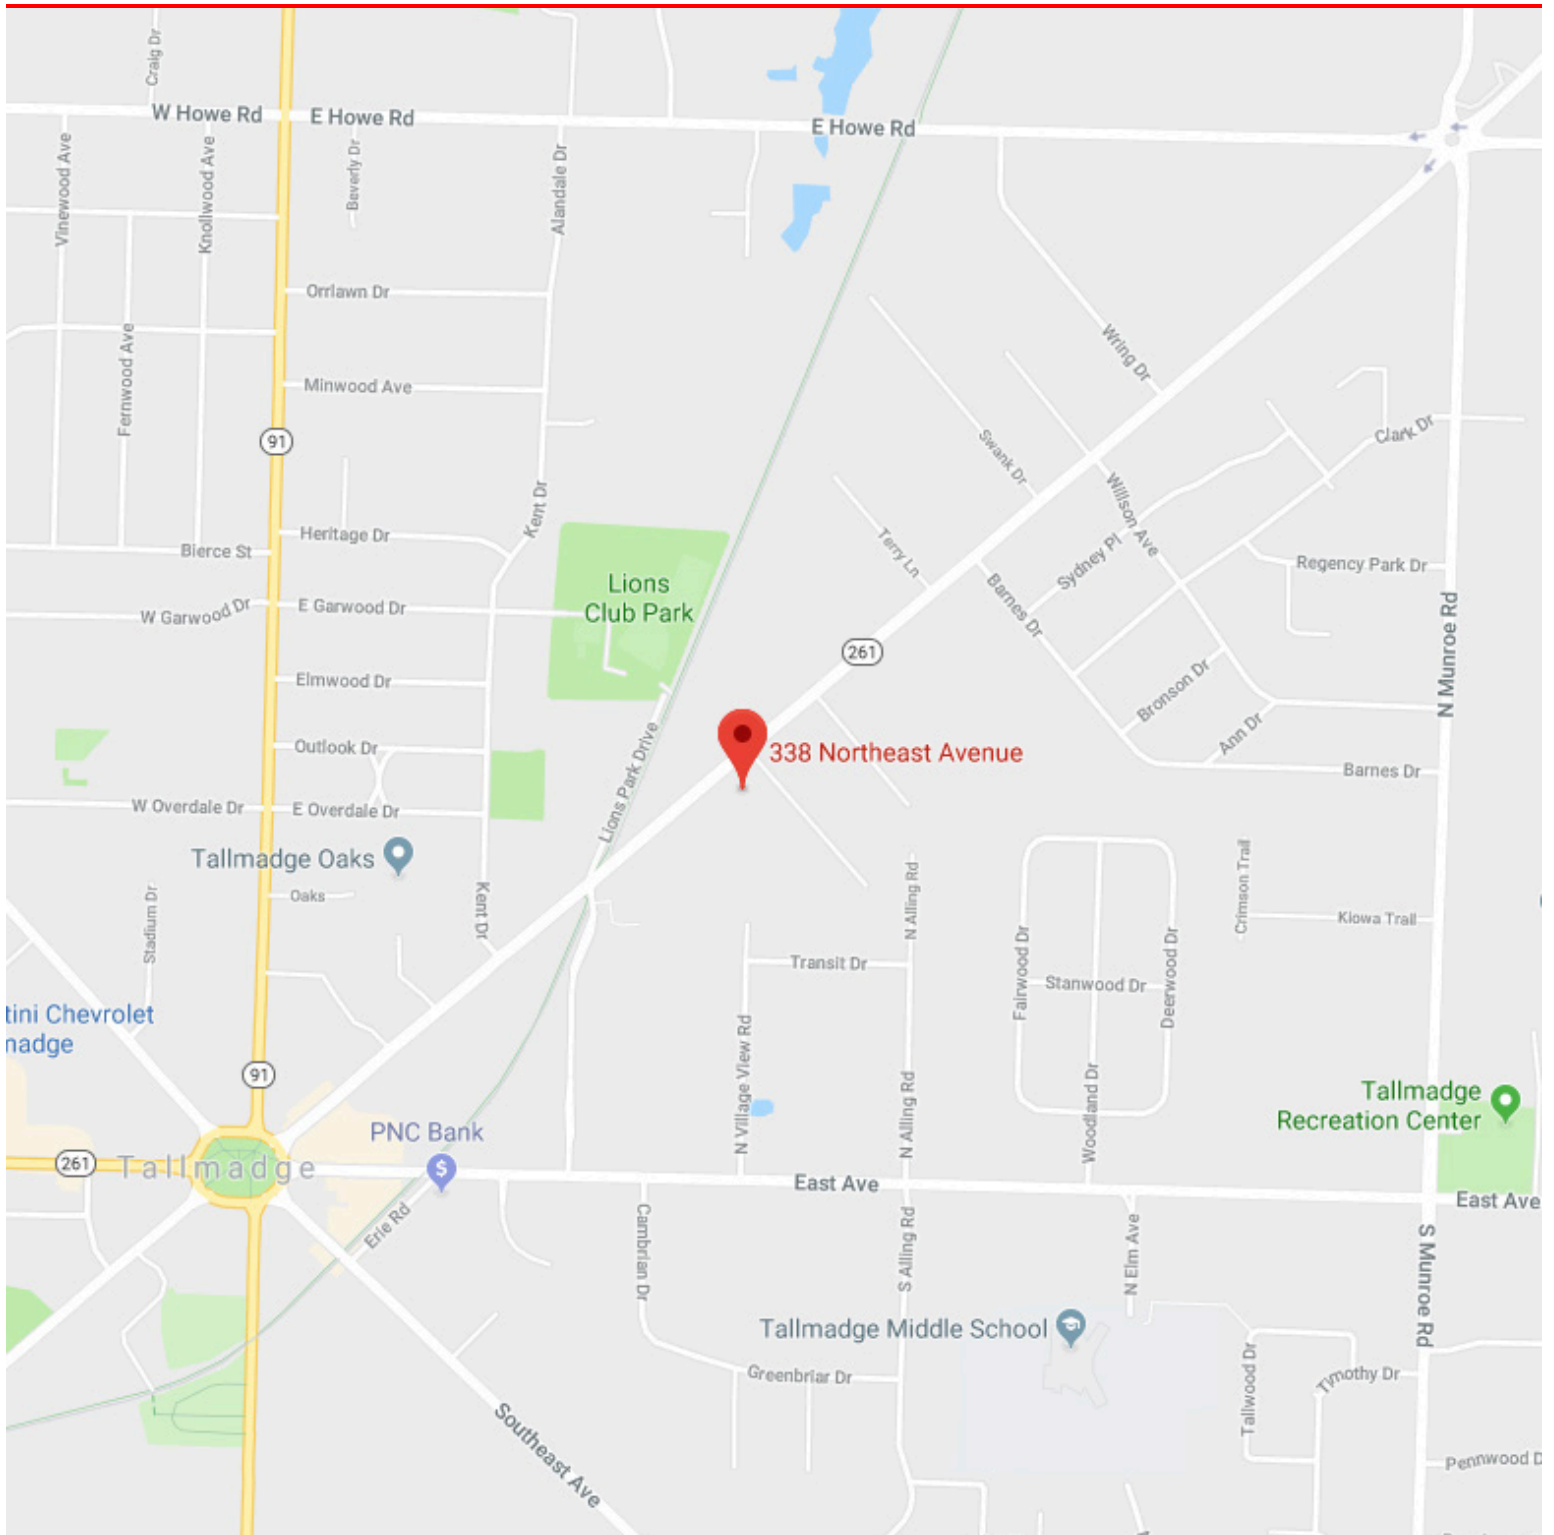 Craig Dr
W Howe Rd
E Howe Rd
E Howe Rd
Vinewood Ave
Knollwood Ave
Beverly Dr
Alandale Dr
Orrlawn Dr
Fernwood Ave
Minwood Ave
Wring Dr
91
Swank Dr
Clark Dr
Kent Dr
Willson Ave
Heritage Dr
Bierce St
Terry Ln
Sydney Pl
Regency Park Dr
Lions
Club Park
W Garwood Dr
E Garwood Dr
Barnes Dr
261
N Munroe Rd
Elmwood Dr
Bronson Dr
Ann Dr
Outlook Dr
338 Northeast Avenue
Barnes Dr
Lions Park Drive
W Overdale Dr
E Overdale Dr
Tallmadge Oaks
Oaks
Stadium Dr
Kent Dr
N Alling Rd
Crimson Trail
Kiowa Trail
Transit Dr
Fairwood Dr
Stanwood Dr
Deerwood Dr
tini Chevrolet
madge
N Village View Rd
91
N Alling Rd
Woodland Dr
Tallmadge
Recreation Center
PNC Bank
261
Tallmadge
East Ave
East Ave
Erie Rd
Cambrian Dr
S Alling Rd
N Elm Ave
S Munroe Rd
Tallmadge Middle School
Greenbriar Dr
Tallwood Dr
Tymothy Dr
Southeast Ave
Pennwood D